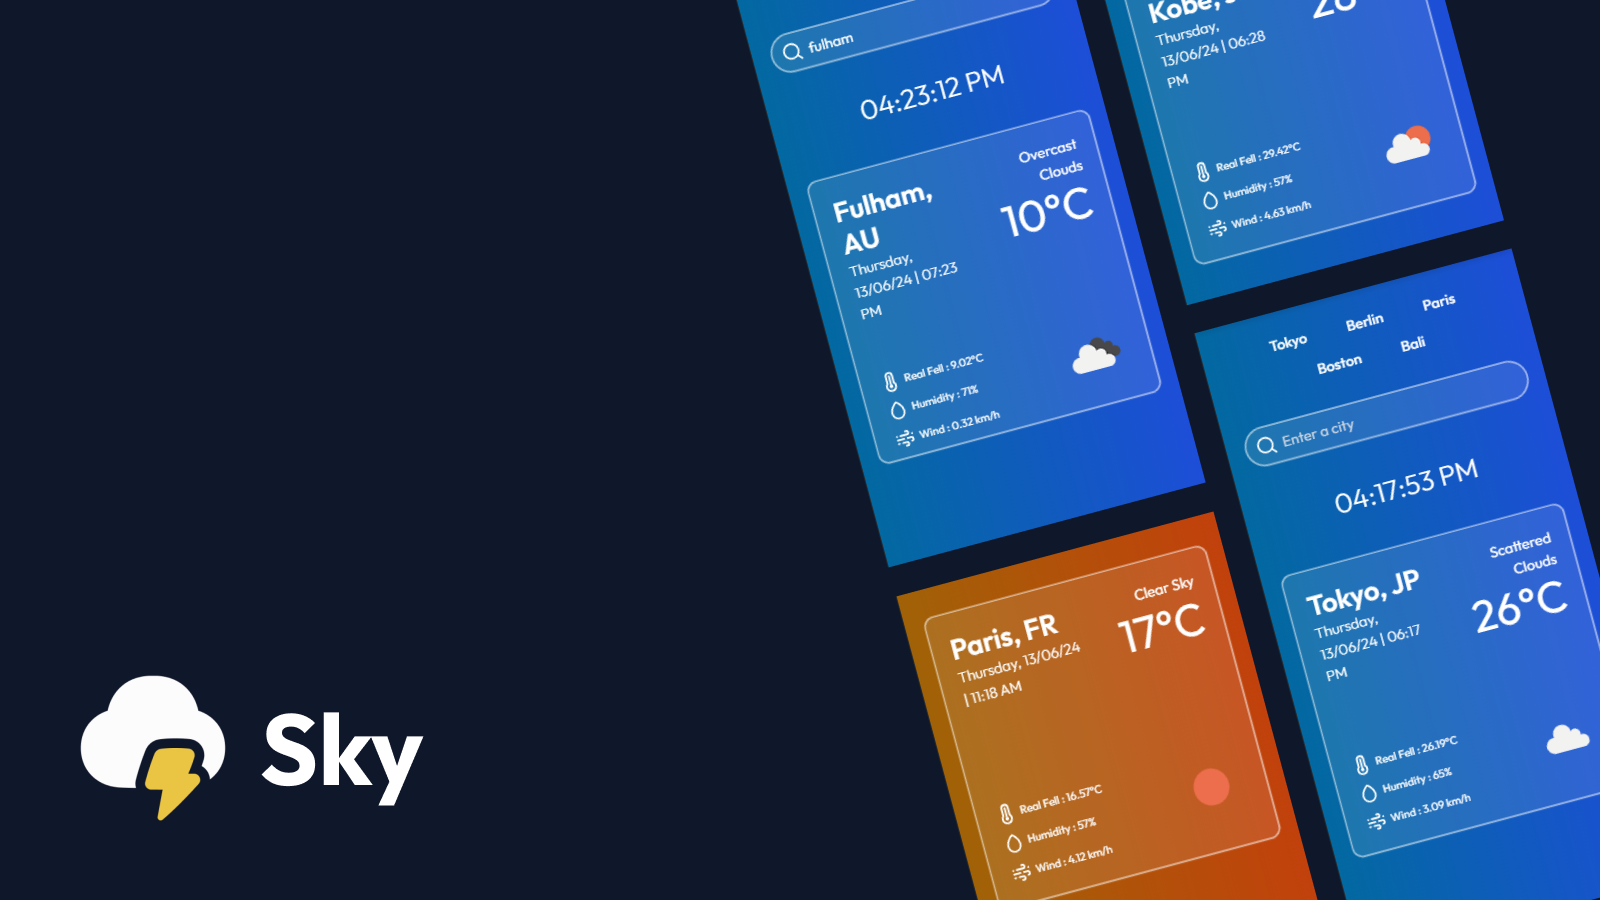 fulham
04:23:12 PM
Overcast
Clouds
Fulham,
AU
10°C
Thursday,
13/06/24 | 07:23
PM
Real Fell : 9.02°C
Humidity : 71%
Wind : 0.32 km/h
Kobe,
Thursday,
13/06/24 | 06:28
PM
Real Fell : 29.42°C
Humidity : 57%
Wind : 4.63 km/h
Clear Sky
Paris, FR
17°C
Thursday, 13/06/24
| 11:18 AM
Real Fell : 16.57°C
Humidity : 57%
Wind : 4.12 km/h
Tokyo Berlin Paris
Boston Bali
Enter a city
04:17:53 PM
Scattered
Clouds
Tokyo, JP
26°C
Thursday,
13/06/24 | 06:17
PM
Real Fell : 26.19°C
Humidity : 65%
Wind : 3.09 km/h
Sky